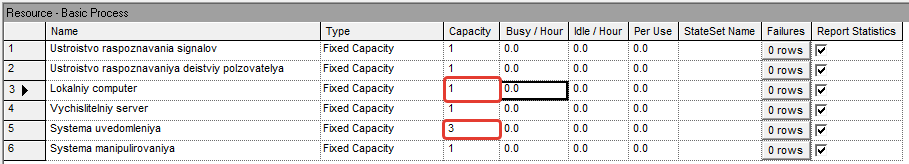 Resource - Basic Process
Name Type Capacity Busy / Hour Idle / Hour Per Use StateSet Name Failures Report Statistics
1 Ustroistvo raspoznavania signalov Fixed Capacity 1 0.0 0.0 0.0 0 rows
2 Ustroistvo raspoznavaniya deistviy polzovatelya Fixed Capacity 1 0.0 0.0 0.0 0 rows
3 Lokalniy computer Fixed Capacity 1 0.0 0.0 0.0 0 rows
4 Vychislitelniy server Fixed Capacity 1 0.0 0.0 0.0 0 rows
5 Systema uvedomleniya Fixed Capacity 3 0.0 0.0 0.0 0 rows
6 Systema manipulirovaniya Fixed Capacity 1 0.0 0.0 0.0 0 rows